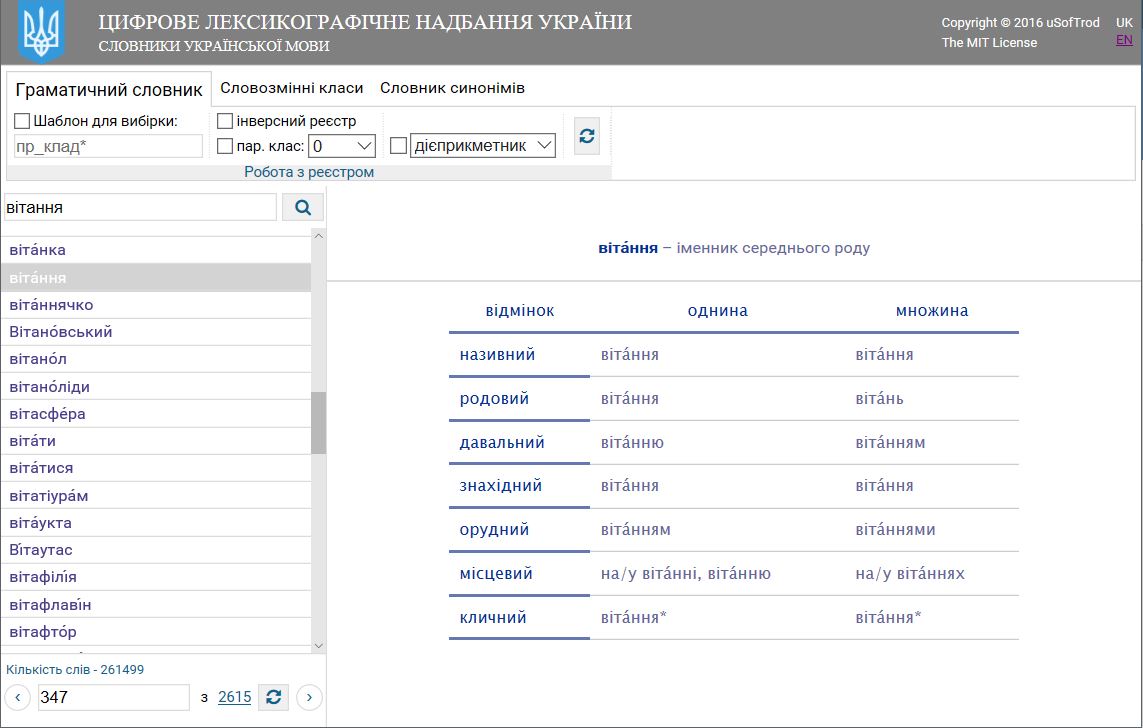 ЦИФРОВЕ ЛЕКСИКОГРАФІЧНЕ НАДБАННЯ УКРАЇНИ
СЛОВНИКИ УКРАЇНСЬКОЇ МОВИ
Copyright © 2016 uSofTrod
The MIT License
UK
EN
Граматичний словник
Словозмінні класи
Словник синонімів
Шаблон для вибірки:
пр_клад*
інверсний реєстр
пар. клас: 0
дієприкметник
Робота з реєстром
вітання
віта́нка
віта́ння
віта́ннячко
Вітано́вський
вітано́л
вітано́ліди
вітасфе́ра
віта́ти
віта́тися
вітатіура́м
віта́укта
Ві́таутас
вітафілі́я
вітафлаві́н
вітафто́р
Кількість слів - 261499
‹ 347 з 2615 ›
віта́ння – іменник середнього роду
відмінок однина множина
називний віта́ння віта́ння
родовий віта́ння віта́нь
давальний віта́нню віта́нням
знахідний віта́ння віта́ння
орудний віта́нням віта́ннями
місцевий на/у віта́нні, віта́нню на/у віта́ннях
кличний віта́ння* віта́ння*